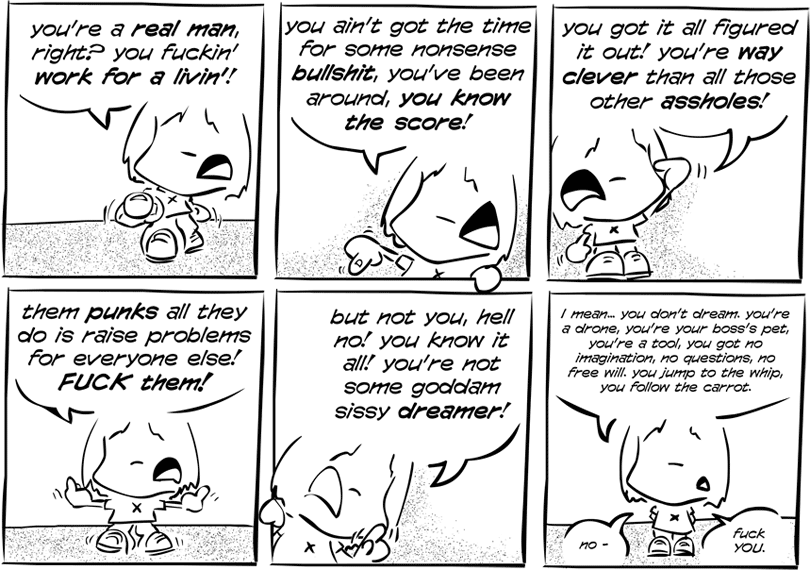 you're a real man,
right? you fuckin'
work for a livin'!
you ain't got the time
for some nonsense
bullshit, you've been
around, you know
the score!
you got it all figured
it out! you're way
clever than all those
other assholes!
them punks all they
do is raise problems
for everyone else!
FUCK them!
but not you, hell
no! you know it
all! you're not
some goddam
sissy dreamer!
I mean... you don't dream. you're
a drone, you're your boss's pet,
you're a tool, you got no
imagination, no questions, no
free will. you jump to the whip,
you follow the carrot.
no -
fuck
you.